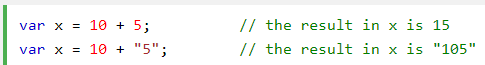 var x = 10 + 5;          // the result in x is 15
var x = 10 + "5";        // the result in x is "105"